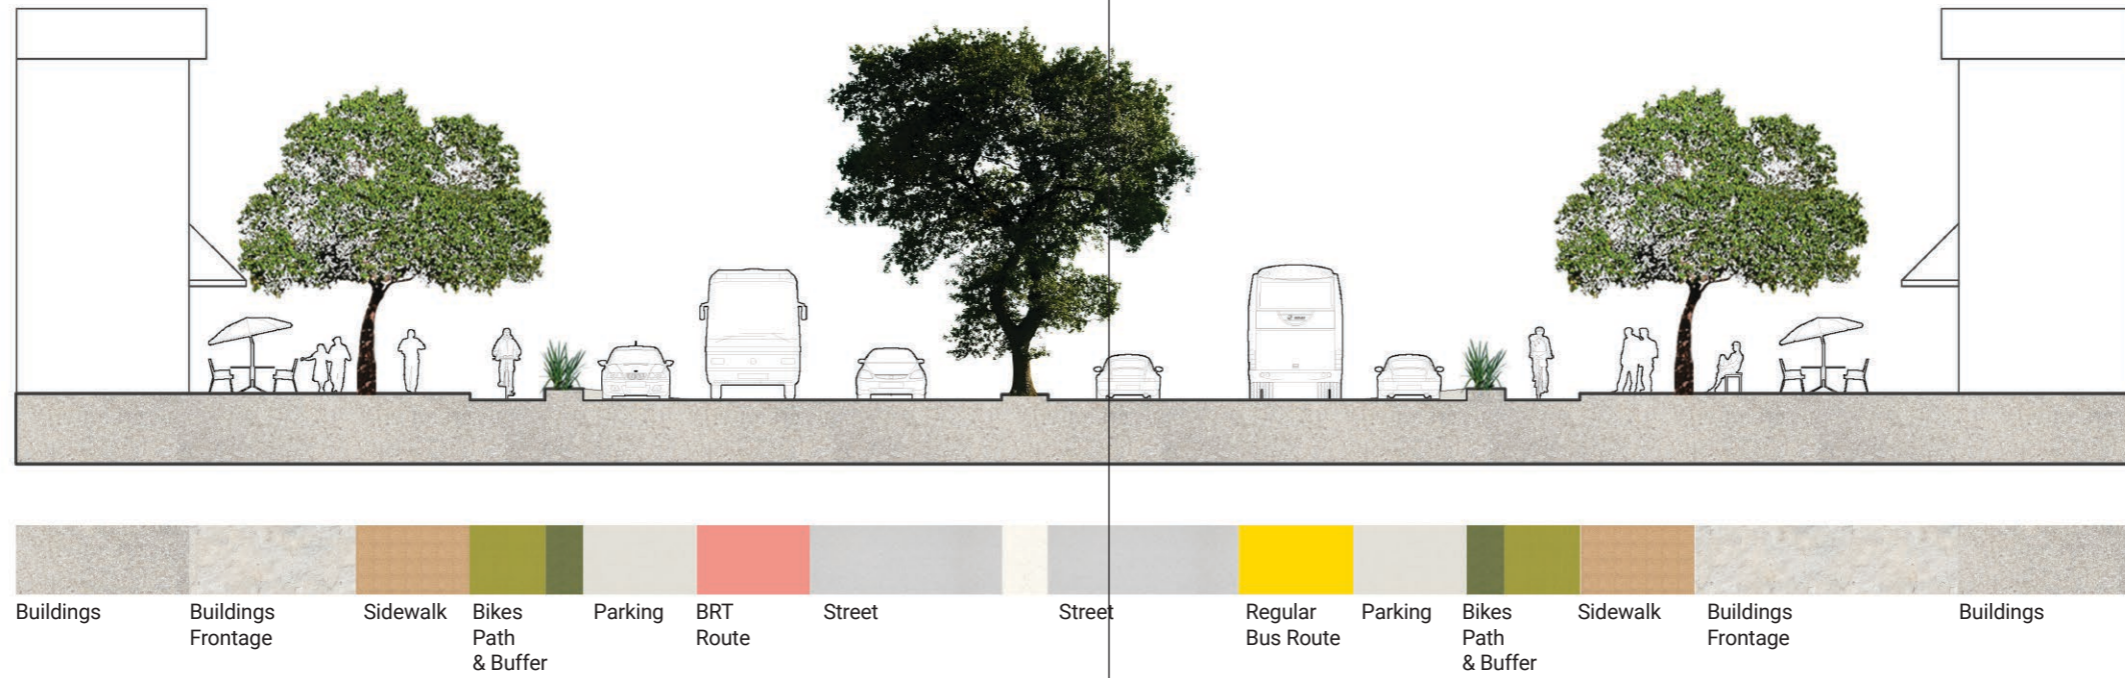 Buildings
Buildings
Frontage
Sidewalk
Bikes
Path
& Buffer
Parking
BRT
Route
Street
Street
Regular
Bus Route
Parking
Bikes
Path
& Buffer
Sidewalk
Buildings
Frontage
Buildings